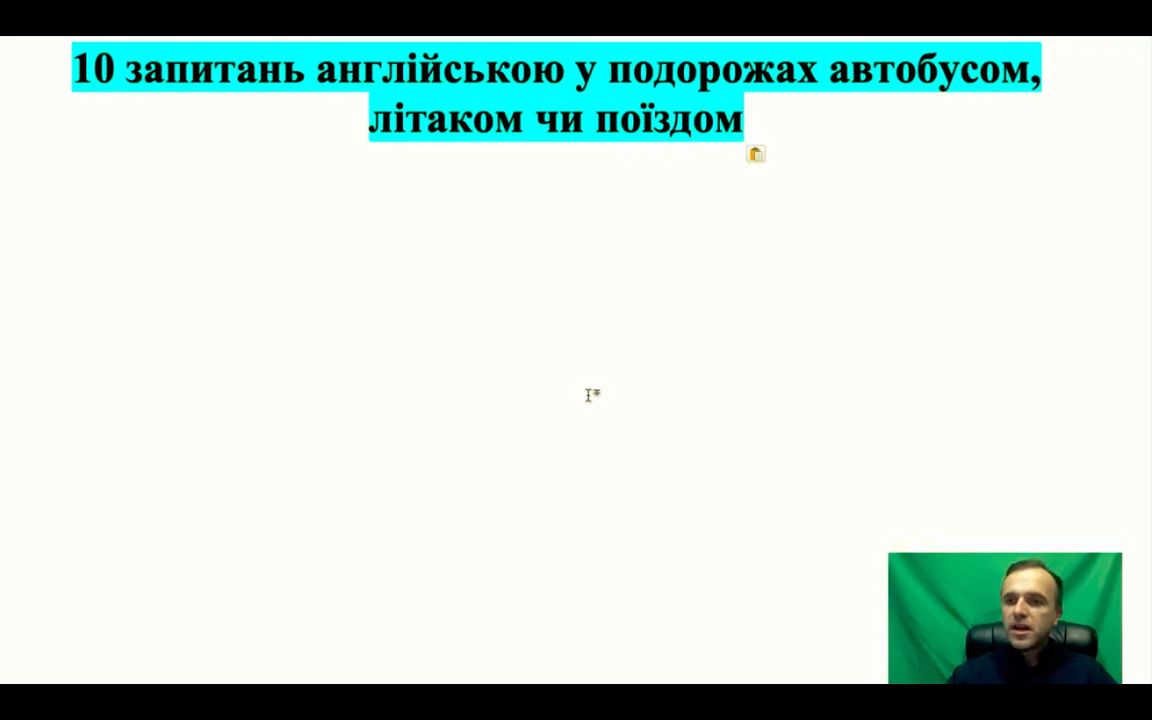 10 запитань англійською у подорожах автобусом,
літаком чи поїздом